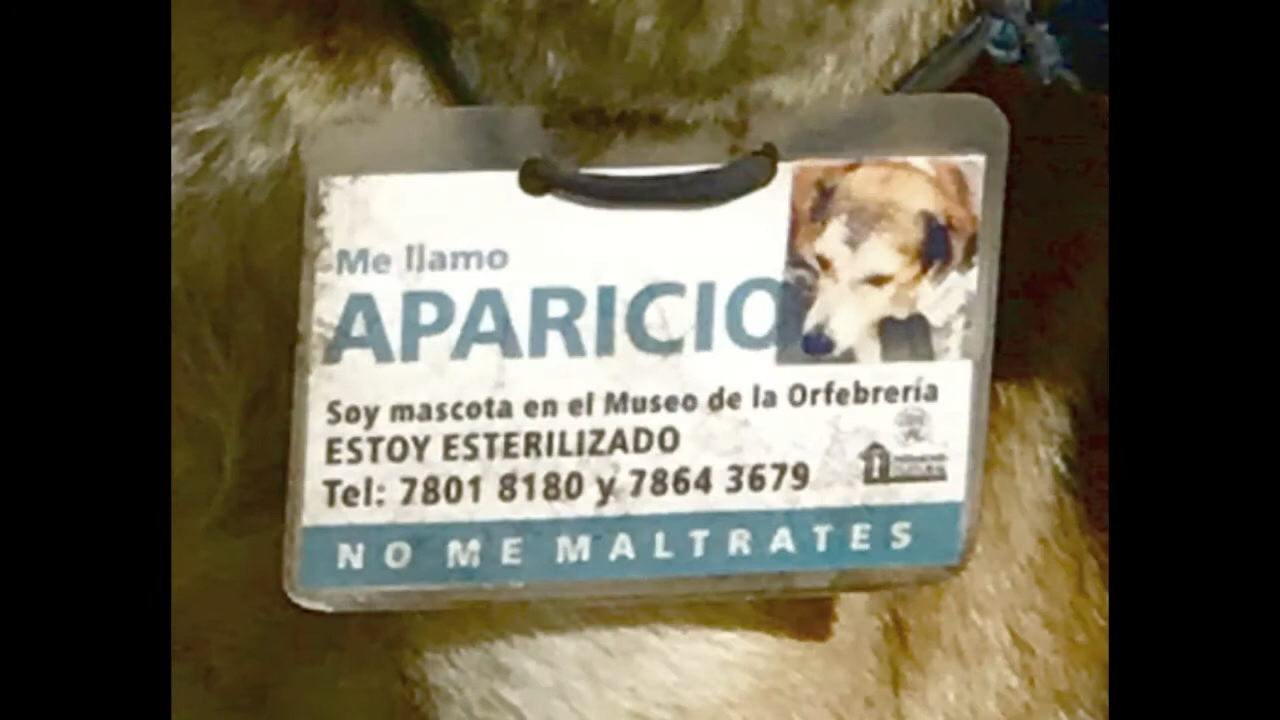 Me llamo
APARICIO
Soy mascota en el Museo de la Orfebrería
ESTOY ESTERILIZADO
Tel: 7801 8180 y 7864 3679
NO ME MALTRATES